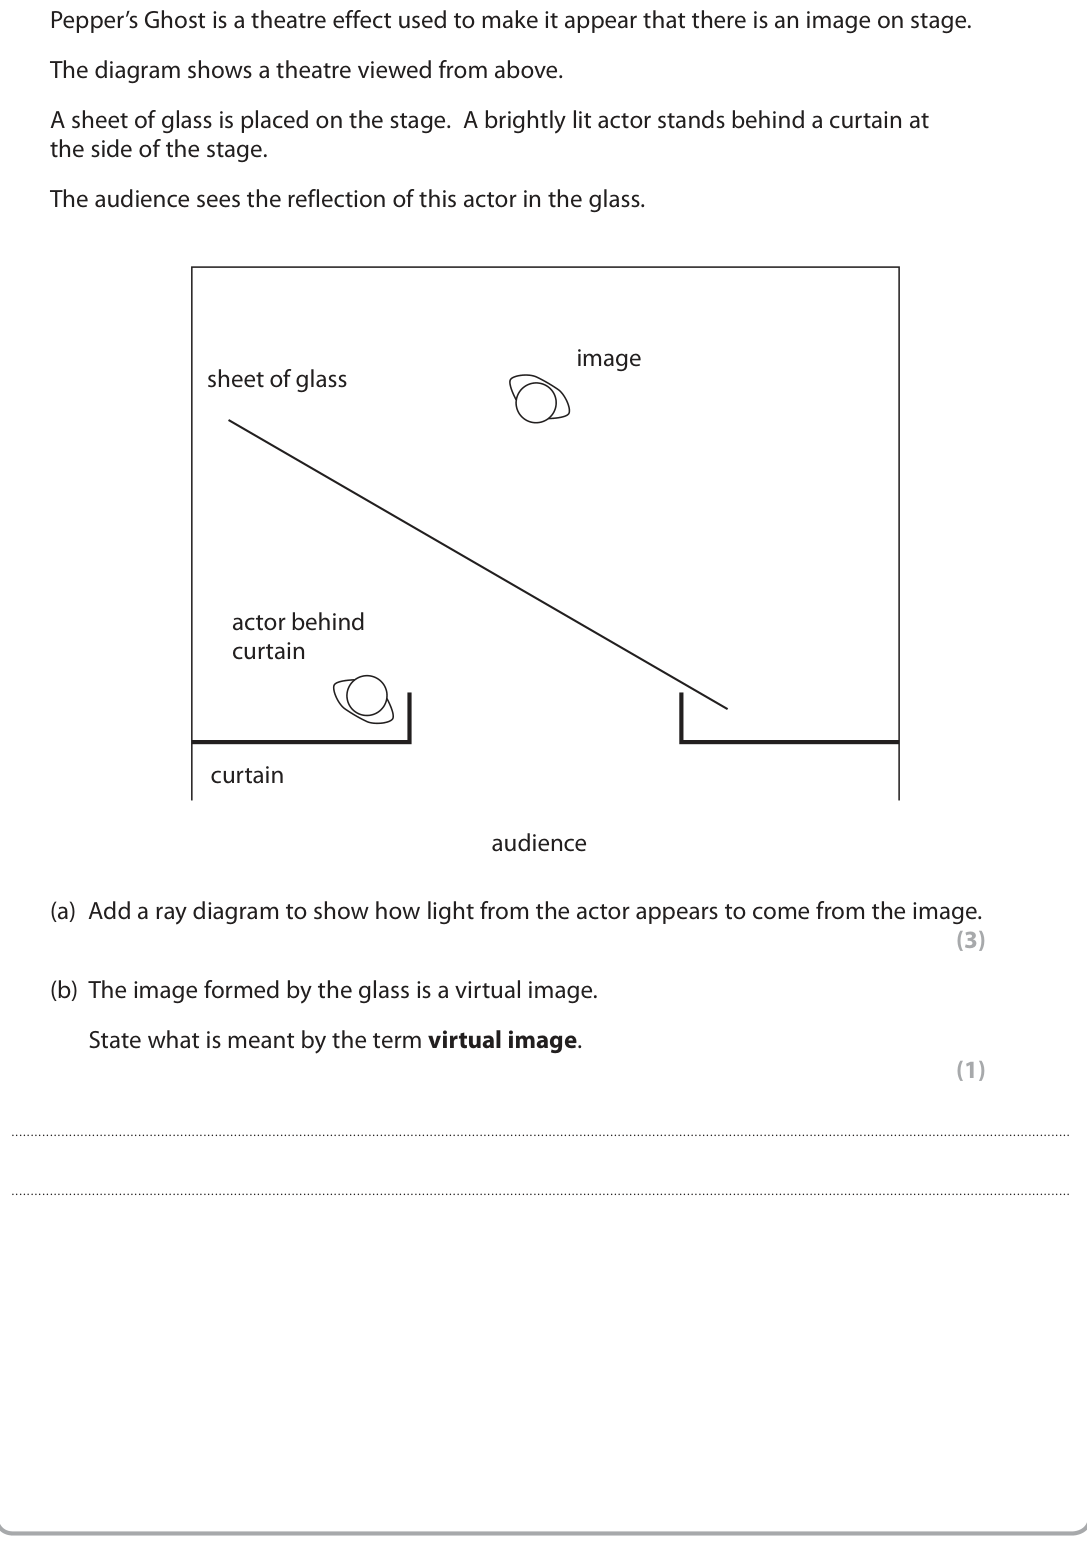 Pepper’s Ghost is a theatre effect used to make it appear that there is an image on stage.
The diagram shows a theatre viewed from above.
A sheet of glass is placed on the stage.  A brightly lit actor stands behind a curtain at
the side of the stage.
The audience sees the reflection of this actor in the glass.
image
sheet of glass
actor behind
curtain
curtain
audience
(a) Add a ray diagram to show how light from the actor appears to come from the image.
(3)
(b) The image formed by the glass is a virtual image.
State what is meant by the term virtual image.
(1)